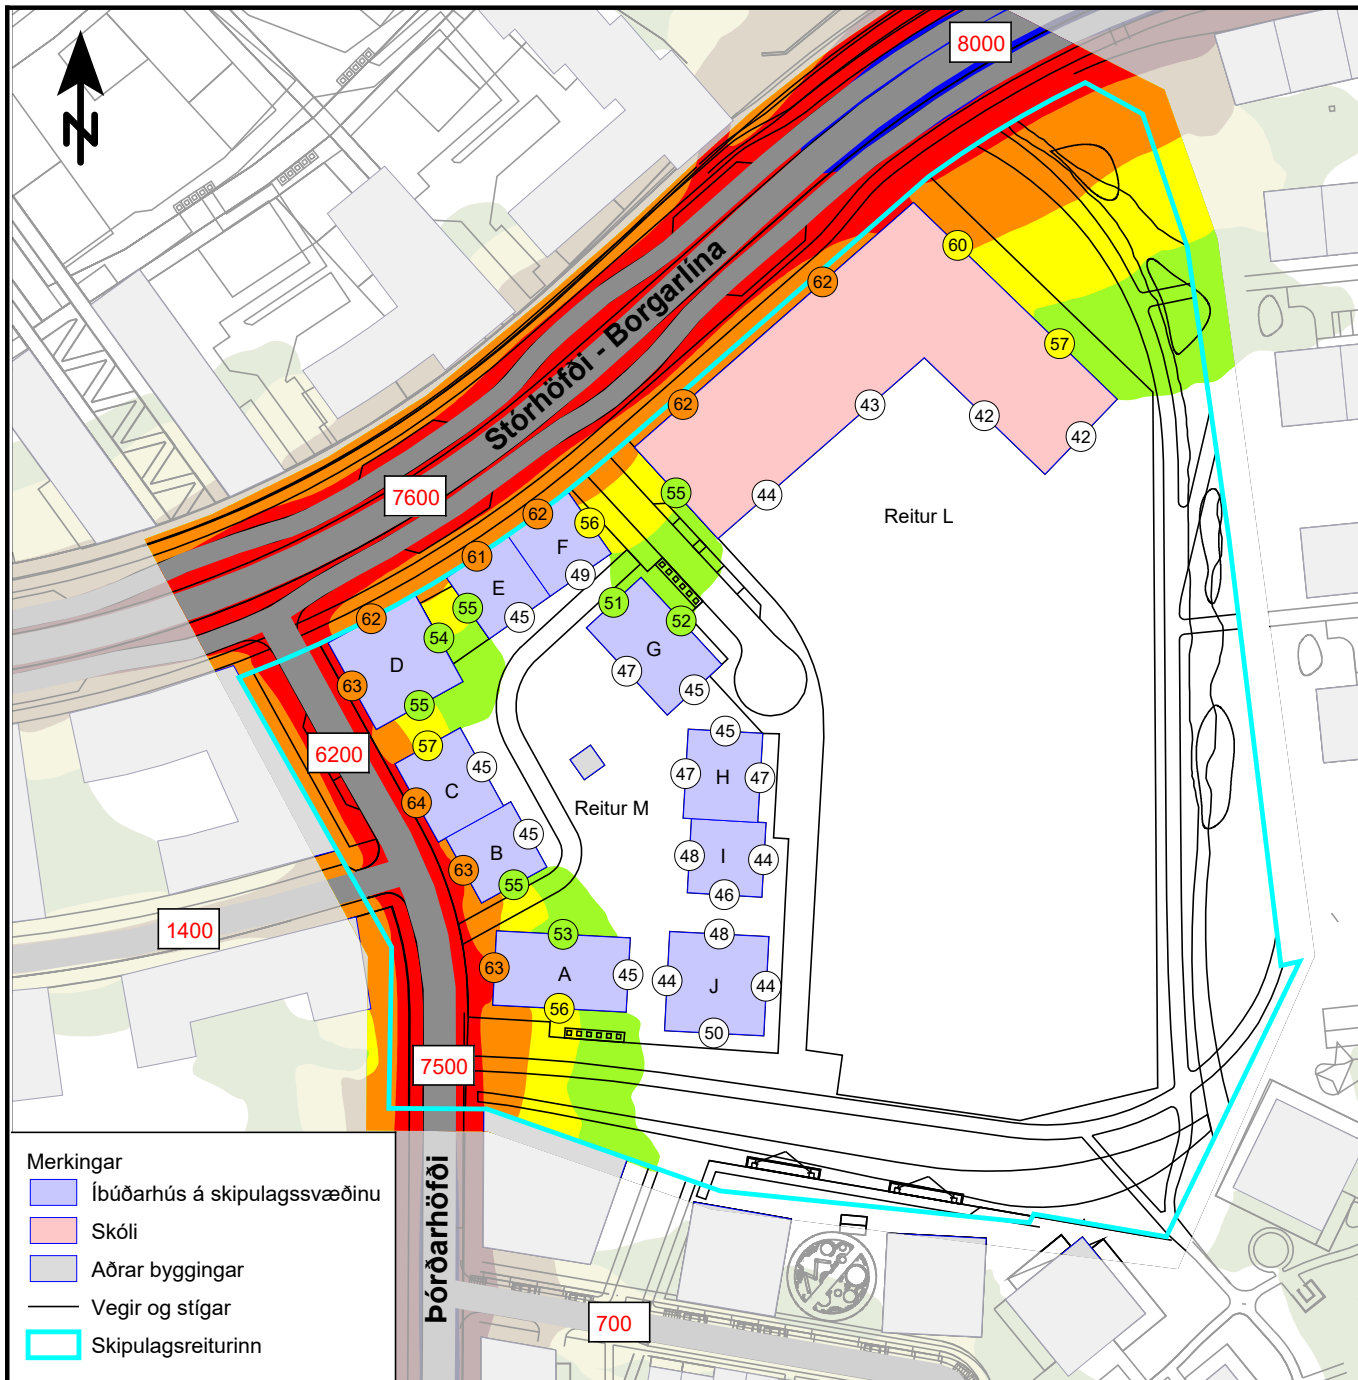 N
8000
60
62
57
62
43
42
42
44
55
Stórhöfði - Borgarlína
7600
Reitur L
62
56
F
61
49
E
55
45
62
54
D
63
55
51
52
G
47
45
6200
57
45
C
64
45
B
63
55
Reitur M
45
47
H
47
48
I
44
46
1400
53
63
A
45
56
48
44
J
44
50
7500
Þórðarhöfði
700
Merkingar
Íbúðarhús á skipulagssvæðinu
Skóli
Aðrar byggingar
Vegir og stígar
Skipulagsreiturinn